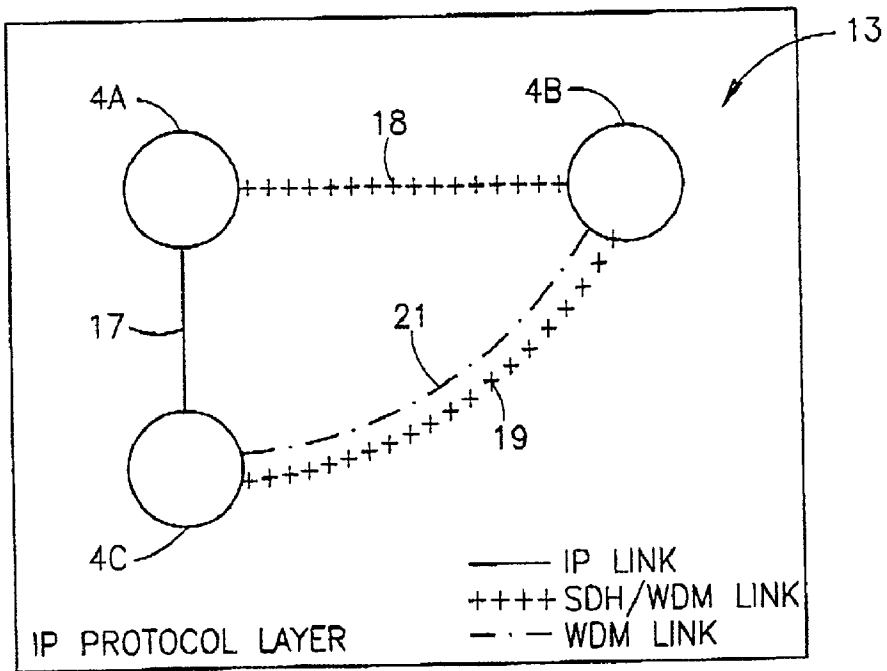 13
4A
4B
18
17
21
19
4C
IP LINK
++++ SDH/WDM LINK
WDM LINK
IP PROTOCOL LAYER